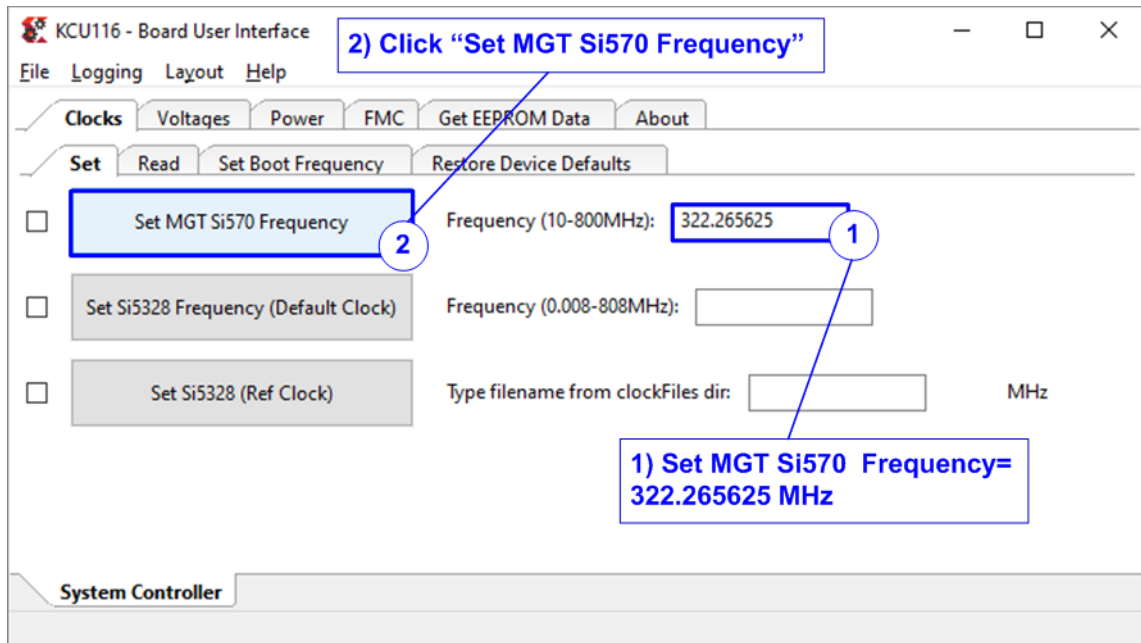 KCU116 - Board User Interface
2) Click “Set MGT Si570 Frequency”
File Logging Layout Help
Clocks Voltages Power FMC Get EEPROM Data About
Set Read Set Boot Frequency Restore Device Defaults
Set MGT Si570 Frequency Frequency (10-800MHz): 322.265625
2 1
Set Si5328 Frequency (Default Clock) Frequency (0.008-808MHz):
Set Si5328 (Ref Clock) Type filename from clockFiles dir: MHz
1) Set MGT Si570 Frequency=
322.265625 MHz
System Controller